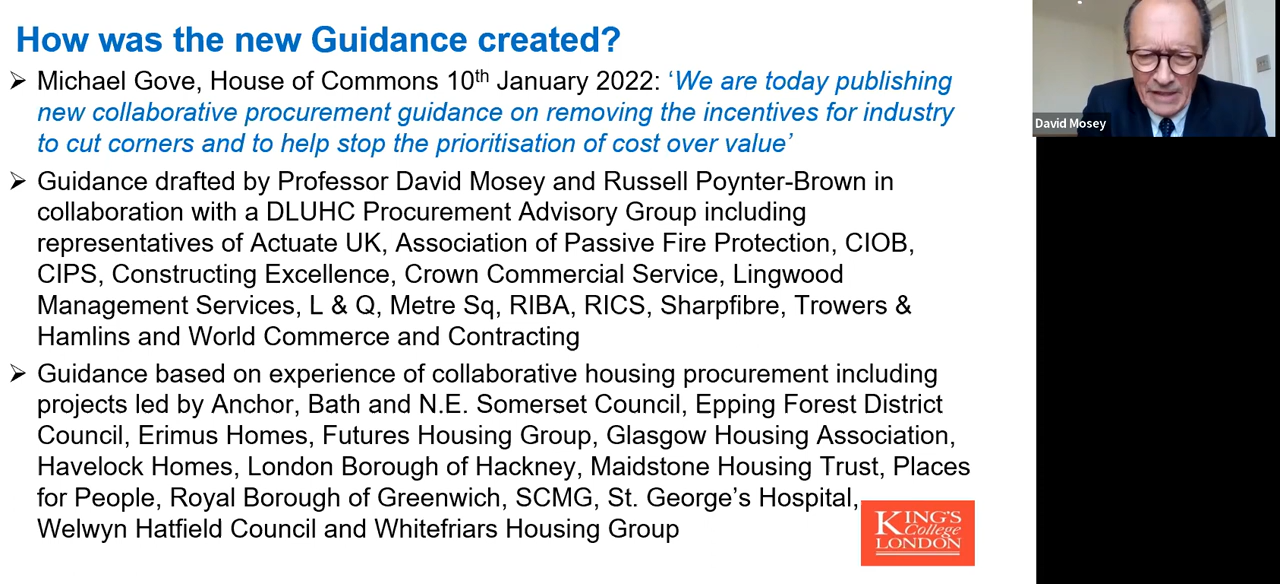 How was the new Guidance created?
➢ Michael Gove, House of Commons 10th January 2022: ‘We are today publishing
new collaborative procurement guidance on removing the incentives for industry
to cut corners and to help stop the prioritisation of cost over value’
➢ Guidance drafted by Professor David Mosey and Russell Poynter-Brown in
collaboration with a DLUHC Procurement Advisory Group including
representatives of Actuate UK, Association of Passive Fire Protection, CIOB,
CIPS, Constructing Excellence, Crown Commercial Service, Lingwood
Management Services, L & Q, Metre Sq, RIBA, RICS, Sharpfibre, Trowers &
Hamlins and World Commerce and Contracting
➢ Guidance based on experience of collaborative housing procurement including
projects led by Anchor, Bath and N.E. Somerset Council, Epping Forest District
Council, Erimus Homes, Futures Housing Group, Glasgow Housing Association,
Havelock Homes, London Borough of Hackney, Maidstone Housing Trust, Places
for People, Royal Borough of Greenwich, SCMG, St. George’s Hospital,
Welwyn Hatfield Council and Whitefriars Housing Group
KING'S
College
LONDON
David Mosey